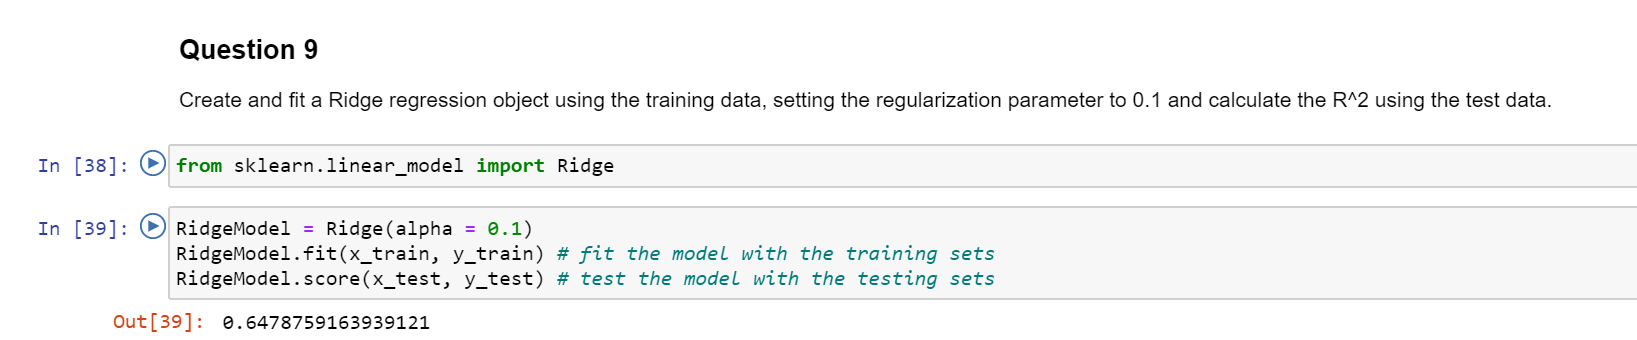 Question 9
Create and fit a Ridge regression object using the training data, setting the regularization parameter to 0.1 and calculate the R^2 using the test data.
In [38]: from sklearn.linear_model import Ridge
In [39]: RidgeModel = Ridge(alpha = 0.1)
RidgeModel.fit(x_train, y_train) # fit the model with the training sets
RidgeModel.score(x_test, y_test) # test the model with the testing sets
Out[39]: 0.6478759163939121